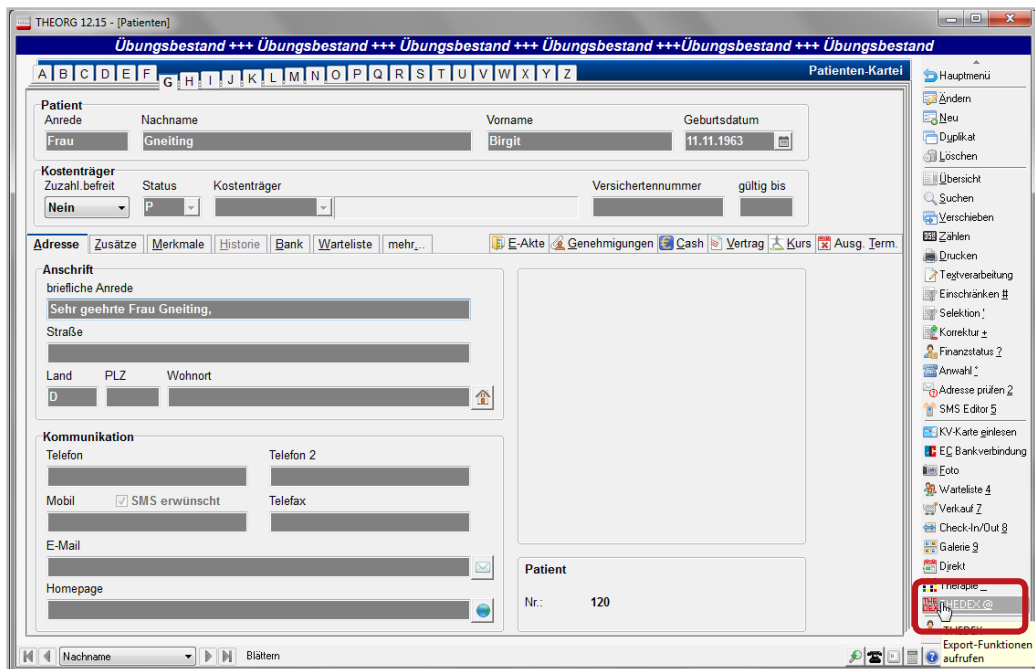 THEORG 12.15 - [Patienten]
Übungsbestand +++ Übungsbestand +++ Übungsbestand +++ Übungsbestand +++Übungsbestand +++ Übungsbestand
A B C D E F G H I J K L M N O P Q R S T U V W X Y Z
Patienten-Kartei
Patient
Anrede Nachname Vorname Geburtsdatum
Frau Gneiting Birgit 11.11.1963
Kostenträger
Zuzahl.befreit Status Kostenträger Versichertennummer gültig bis
Nein P
Adresse Zusätze Merkmale Historie Bank Warteliste mehr... E-Akte Genehmigungen Cash Vertrag Kurs Ausg. Term.
Anschrift
briefliche Anrede
Sehr geehrte Frau Gneiting,
Straße
Land PLZ Wohnort
D
Kommunikation
Telefon Telefon 2
Mobil SMS erwünscht Telefax
E-Mail
Homepage
Patient
Nr.: 120
Nachname Blättern
Hauptmenü
Ändern
Neu
Duplikat
Löschen
Übersicht
Suchen
Verschieben
Zählen
Drucken
Textverarbeitung
Einschränken #
Selektion '
Korrektur +
Finanzstatus ?
Anwahl *
Adresse prüfen 2
SMS Editor 5
KV-Karte einlesen
EC Bankverbindung
Foto
Warteliste 4
Verkauf 7
Check-In/Out 8
Galerie 9
Direkt
Therapie _
THEDEX @
THEDEX
Export-Funktionen
aufrufen